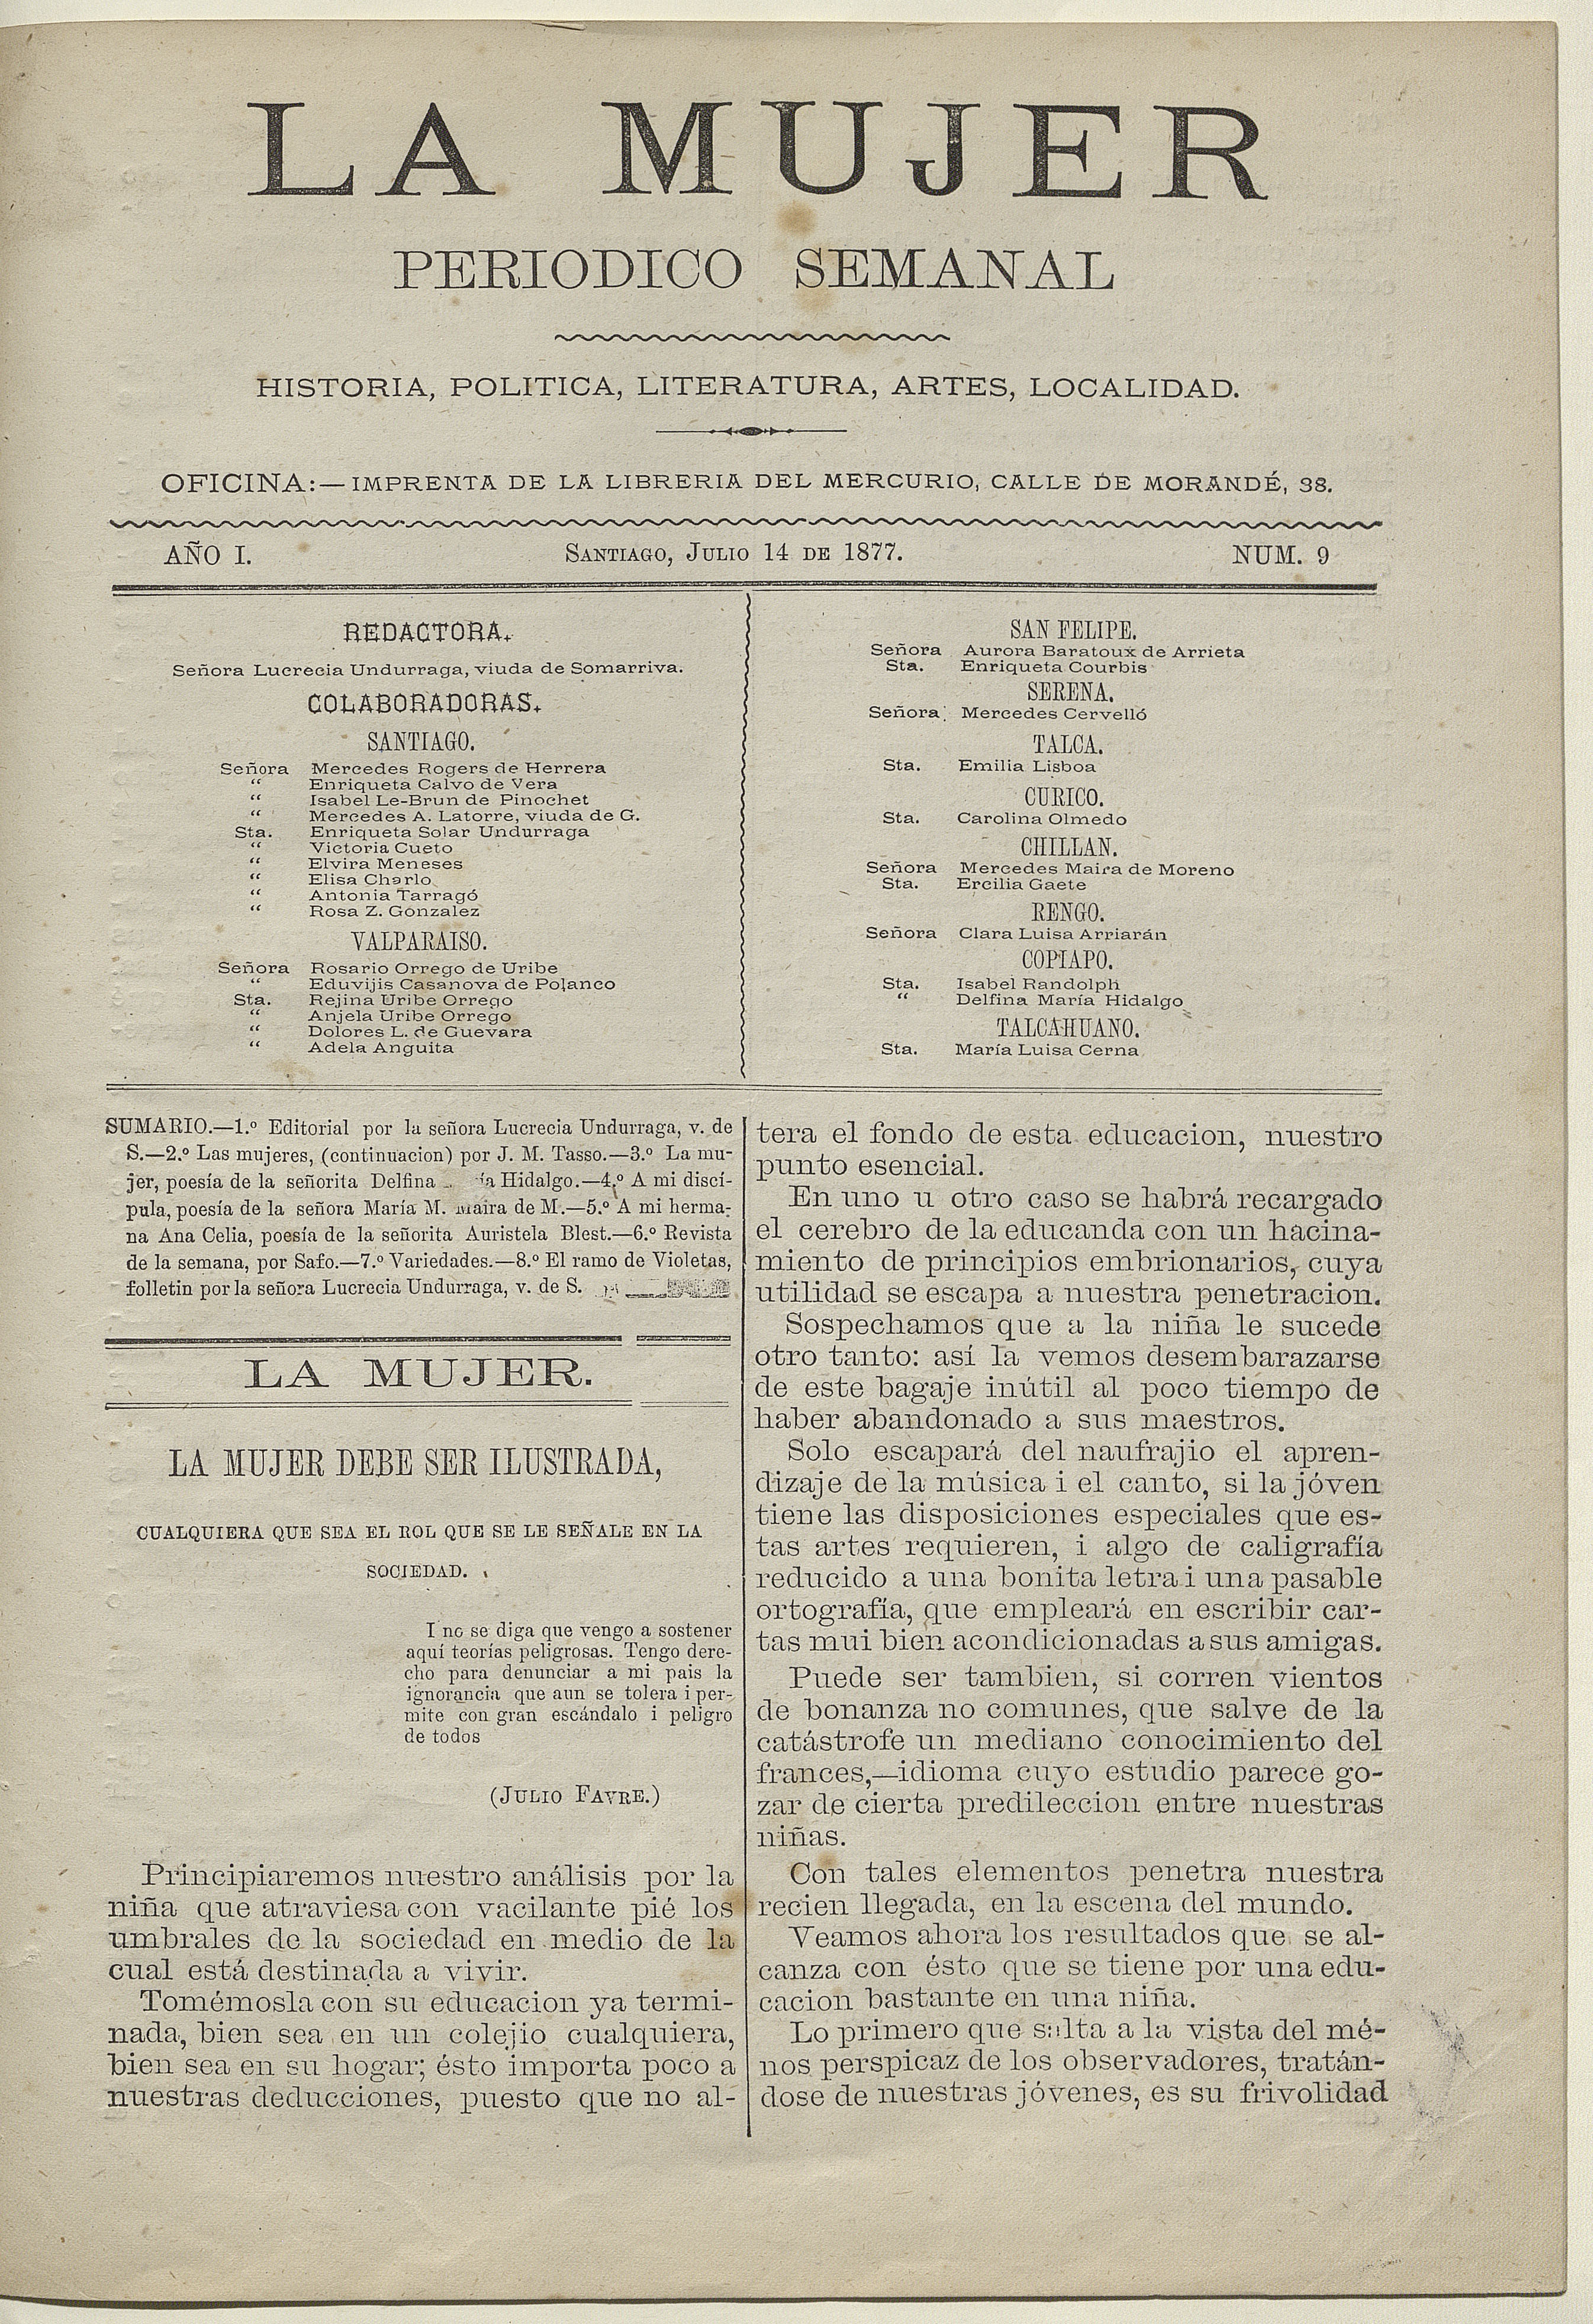 LA MUJER
PERIODICO SEMANAL
HISTORIA, POLITICA, LITERATURA, ARTES, LOCALIDAD.
OFICINA:—IMPRENTA DE LA LIBRERIA DEL MERCURIO, CALLE DE MORANDÉ, 38.
AÑO I. SANTIAGO, JULIO 14 DE 1877. NUM. 9
REDACTORA.
Señora Lucrecia Undurraga, viuda de Somarriva.
COLABORADORAS.
SANTIAGO.
Señora Mercedes Rogers de Herrera
“ Enriqueta Calvo de Vera
“ Isabel Le-Brun de Pinochet
“ Mercedes A. Latorre, viuda de G.
Sta. Enriqueta Solar Undurraga
“ Victoria Cueto
“ Elvira Meneses
“ Elisa Charlo
“ Antonia Tarragó
“ Rosa Z. Gonzalez
VALPARAISO.
Señora Rosario Orrego de Uribe
“ Eduvijis Casanova de Polanco
Sta. Rejina Uribe Orrego
“ Anjela Uribe Orrego
“ Dolores L. de Guevara
“ Adela Anguita
SAN FELIPE.
Señora Aurora Baratoux de Arrieta
Sta. Enriqueta Courbis
SERENA.
Señora Mercedes Cervelló
TALCA.
Sta. Emilia Lisboa
CURICO.
Sta. Carolina Olmedo
CHILLAN.
Señora Mercedes Maira de Moreno
Sta. Ercilia Gaete
RENGO.
Señora Clara Luisa Arriarán
COPIAPO.
Sta. Isabel Randolph
“ Delfina María Hidalgo
TALCAHUANO.
Sta. María Luisa Cerna
SUMARIO.—1.º Editorial por la señora Lucrecia Undurraga, v. de
S.—2.º Las mujeres, (continuacion) por J. M. Tasso.—3.º La mu-
jer, poesía de la señorita Delfina Hidalgo.—4.º A mi discí-
pula, poesía de la señora María M. Maira de M.—5.º A mi herma-
na Ana Celia, poesía de la señorita Auristela Blest.—6.º Revista
de la semana, por Safo.—7.º Variedades.—8.º El ramo de Violetas,
folletin por la señora Lucrecia Undurraga, v. de S.
LA MUJER.
LA MUJER DEBE SER ILUSTRADA,
CUALQUIERA QUE SEA EL ROL QUE SE LE SEÑALE EN LA
SOCIEDAD.
I no se diga que vengo a sostener
aquí teorías peligrosas. Tengo dere-
cho para denunciar a mi pais la
ignorancia que aun se tolera i per-
mite con gran escándalo i peligro
de todos
(JULIO FAVRE.)
Principiaremos nuestro análisis por la
niña que atraviesa con vacilante pié los
umbrales de la sociedad en medio de la
cual está destinada a vivir.
Tomémosla con su educacion ya termi-
nada, bien sea en un colejio cualquiera,
bien sea en su hogar; ésto importa poco a
nuestras deducciones, puesto que no al-
tera el fondo de esta educacion, nuestro
punto esencial.
En uno u otro caso se habrá recargado
el cerebro de la educanda con un hacina-
miento de principios embrionarios, cuya
utilidad se escapa a nuestra penetracion.
Sospechamos que a la niña le sucede
otro tanto: así la vemos desembarazarse
de este bagaje inútil al poco tiempo de
haber abandonado a sus maestros.
Solo escapará del naufrajio el apren-
dizaje de la música i el canto, si la jóven
tiene las disposiciones especiales que es-
tas artes requieren, i algo de caligrafía
reducido a una bonita letra i una pasable
ortografía, que empleará en escribir car-
tas mui bien acondicionadas a sus amigas.
Puede ser tambien, si corren vientos
de bonanza no comunes, que salve de la
catástrofe un mediano conocimiento del
frances,—idioma cuyo estudio parece go-
zar de cierta predileccion entre nuestras
niñas.
Con tales elementos penetra nuestra
recien llegada, en la escena del mundo.
Veamos ahora los resultados que se al-
canza con ésto que se tiene por una edu-
cacion bastante en una niña.
Lo primero que salta a la vista del mé-
nos perspicaz de los observadores, tratán-
dose de nuestras jóvenes, es su frivolidad